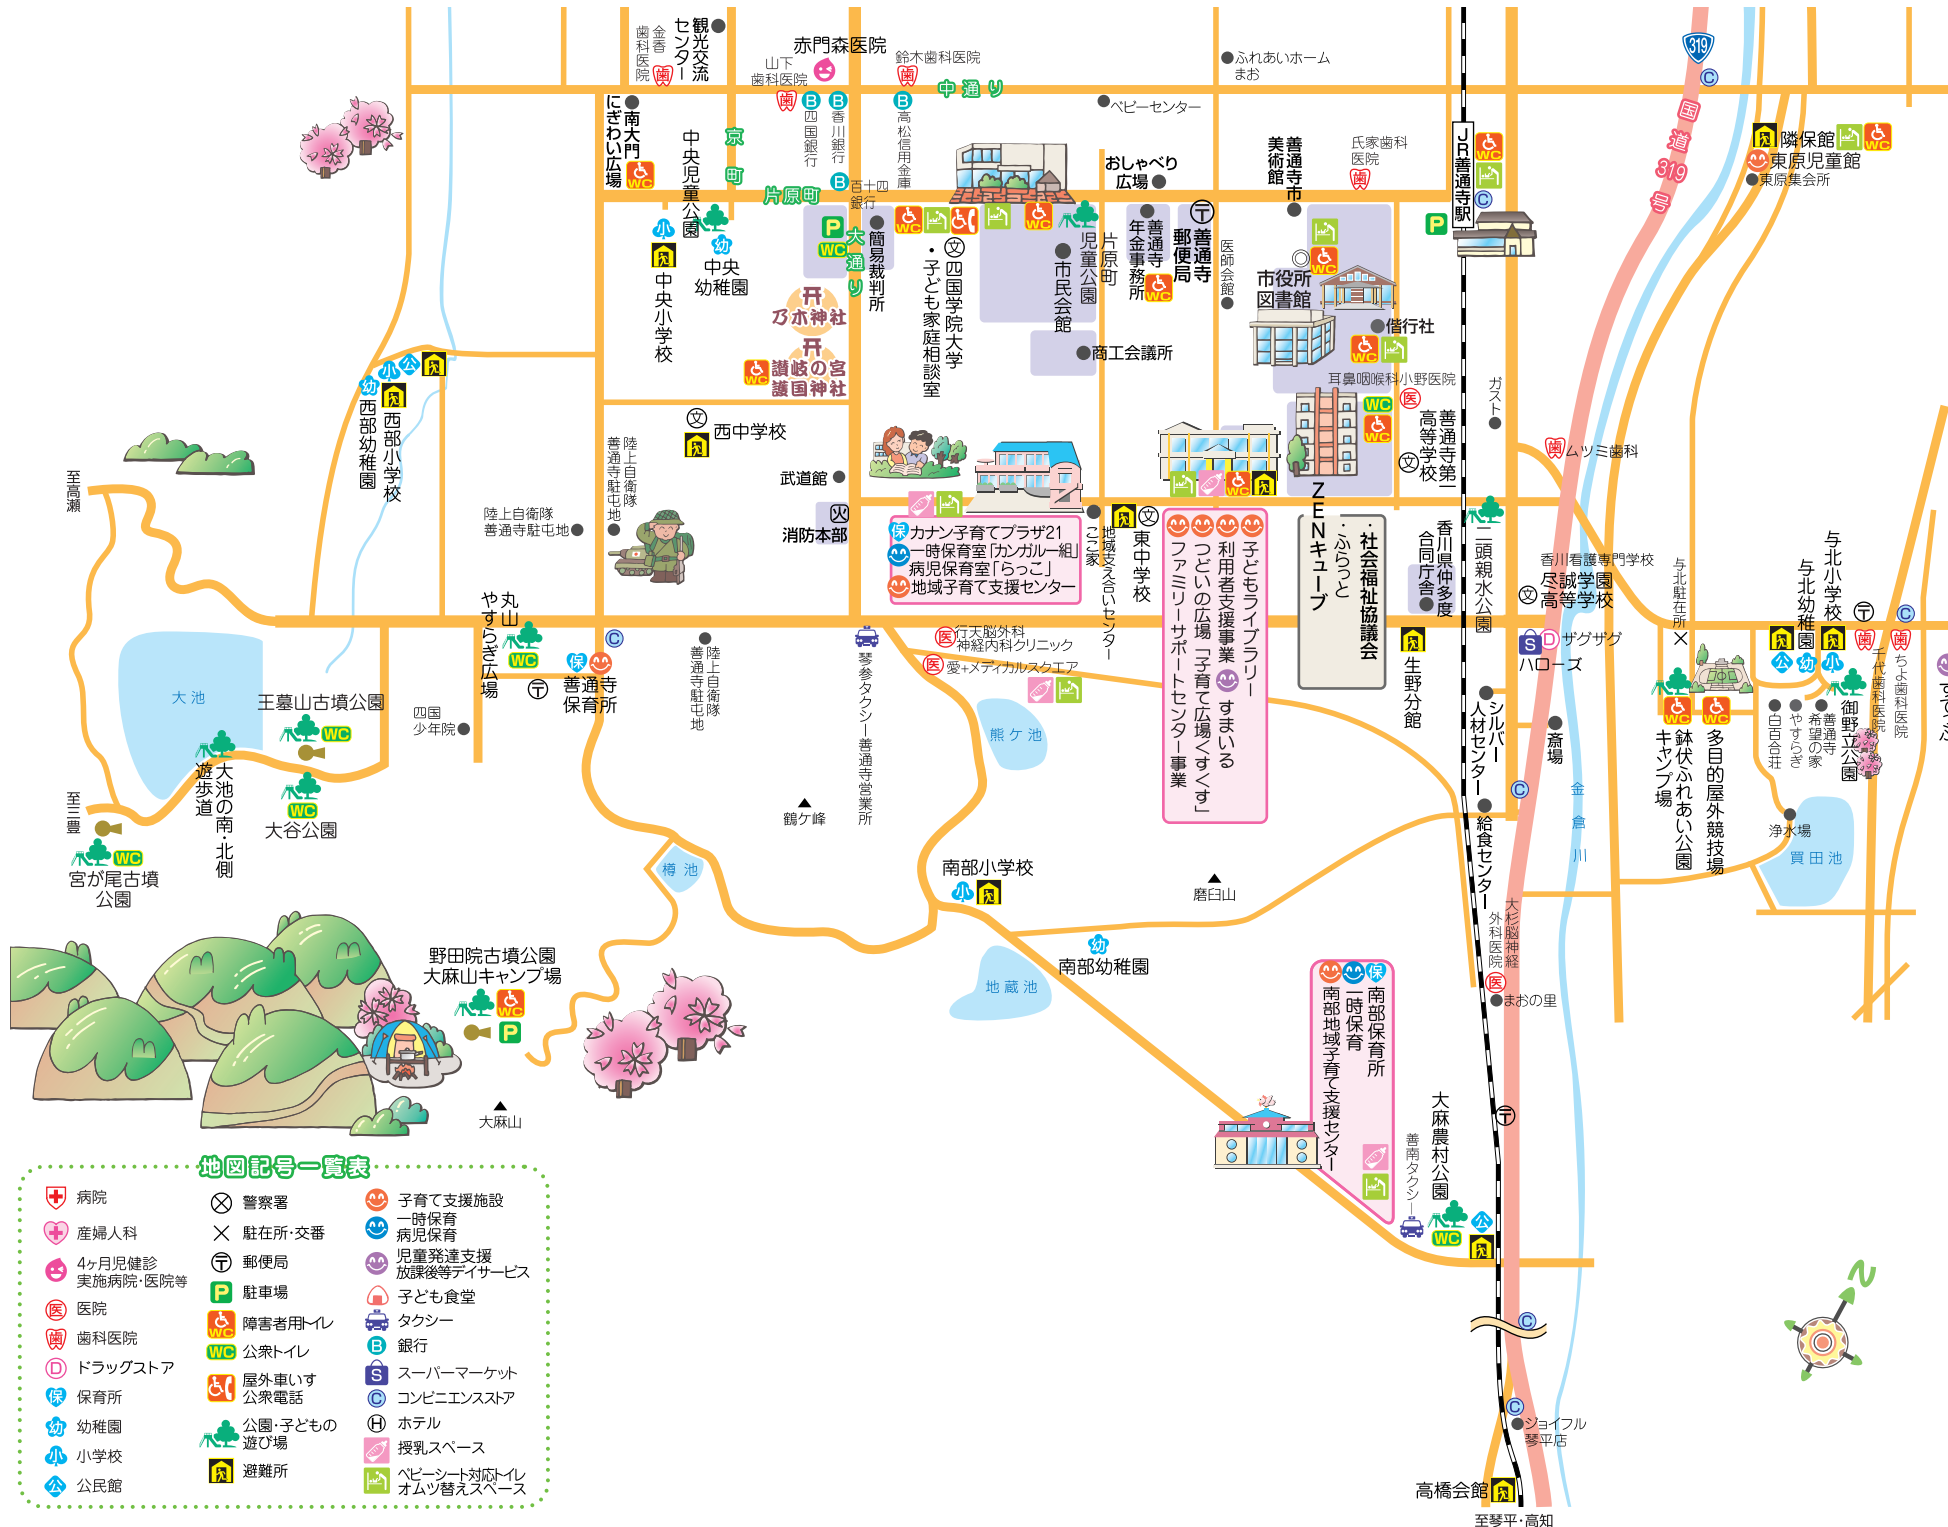 観光交流
センター
金香
歯科医院
赤門森医院
山下
歯科医院
鈴木歯科医院
中通り
ふれあいホーム
まお
ベビーセンター
319
国道319号
隣保館
東原児童館
東原集会所
南大門
にぎわい広場
中央児童公園
京町
四国銀行
香川銀行
高松信用金庫
百十四
銀行
片原町
おしゃべり
広場
善通寺市
美術館
氏家歯科
医院
JR善通寺駅
中央
幼稚園
中央小学校
大通り
簡易裁判所
四国学院大学
・子ども家庭相談室
片原町
児童公園
市民会館
善通寺
年金事務所
善通寺
郵便局
医師会館
市役所
図書館
偕行社
商工会議所
乃木神社
讃岐の宮
護国神社
西部小学校
西部幼稚園
西中学校
武道館
消防本部
陸上自衛隊
善通寺駐屯地
陸上自衛隊
善通寺駐屯地
耳鼻咽喉科小野医院
善通寺第一
高等学校
ガスト
ムツミ歯科
至高瀬
カナン子育てプラザ21
一時保育室「カンガルー組」
病児保育室「らっこ」
地域子育て支援センター
地域支え合いセンター
ここ家
東中学校
子どもライブラリー
利用者支援事業
すまいる
つどいの広場「子育て広場くすくす」
ファミリーサポートセンター事業
ZENキューブ
・社会福祉協議会
・ふらっと
香川県仲多度
合同庁舎
二頭親水公園
香川看護専門学校
尽誠学園
高等学校
与北駐在所
与北小学校
与北幼稚園
ザグザグ
ハローズ
生野分館
丸山
やすらぎ広場
善通寺
保育所
四国
少年院
陸上自衛隊
善通寺駐屯地
琴参タクシー善通寺営業所
行天脳外科
神経内科クリニック
愛+メディカルスクエア
熊ケ池
大池
王墓山古墳公園
大池の南・北側
遊歩道
大谷公園
至三豊
宮が尾古墳
公園
鶴ケ峰
樽池
南部小学校
磨臼山
シルバー
人材センター
斎場
給食センター
金倉川
鉢伏ふれあい公園
キャンプ場
多目的屋外競技場
白百合荘
やすらぎ
善通寺
希望の家
御野立公園
千代歯科医院
ちよ歯科医院
浄水場
買田池
大杉脳神経
外科医院
まおの里
南部幼稚園
地蔵池
野田院古墳公園
大麻山キャンプ場
大麻山
南部保育所
一時保育
南部地域子育て支援センター
大麻農村公園
善南タクシー
ジョイフル
琴平店
高橋会館
至琴平・高知
N
地図記号一覧表
病院
産婦人科
4ヶ月児健診
実施病院・医院等
医院
歯科医院
ドラッグストア
保育所
幼稚園
小学校
公民館
警察署
駐在所・交番
郵便局
駐車場
障害者用トイレ
公衆トイレ
屋外車いす
公衆電話
公園・子どもの
遊び場
避難所
子育て支援施設
一時保育
病児保育
児童発達支援
放課後等デイサービス
子ども食堂
タクシー
銀行
スーパーマーケット
コンビニエンスストア
ホテル
授乳スペース
ベビーシート対応トイレ
オムツ替えスペース